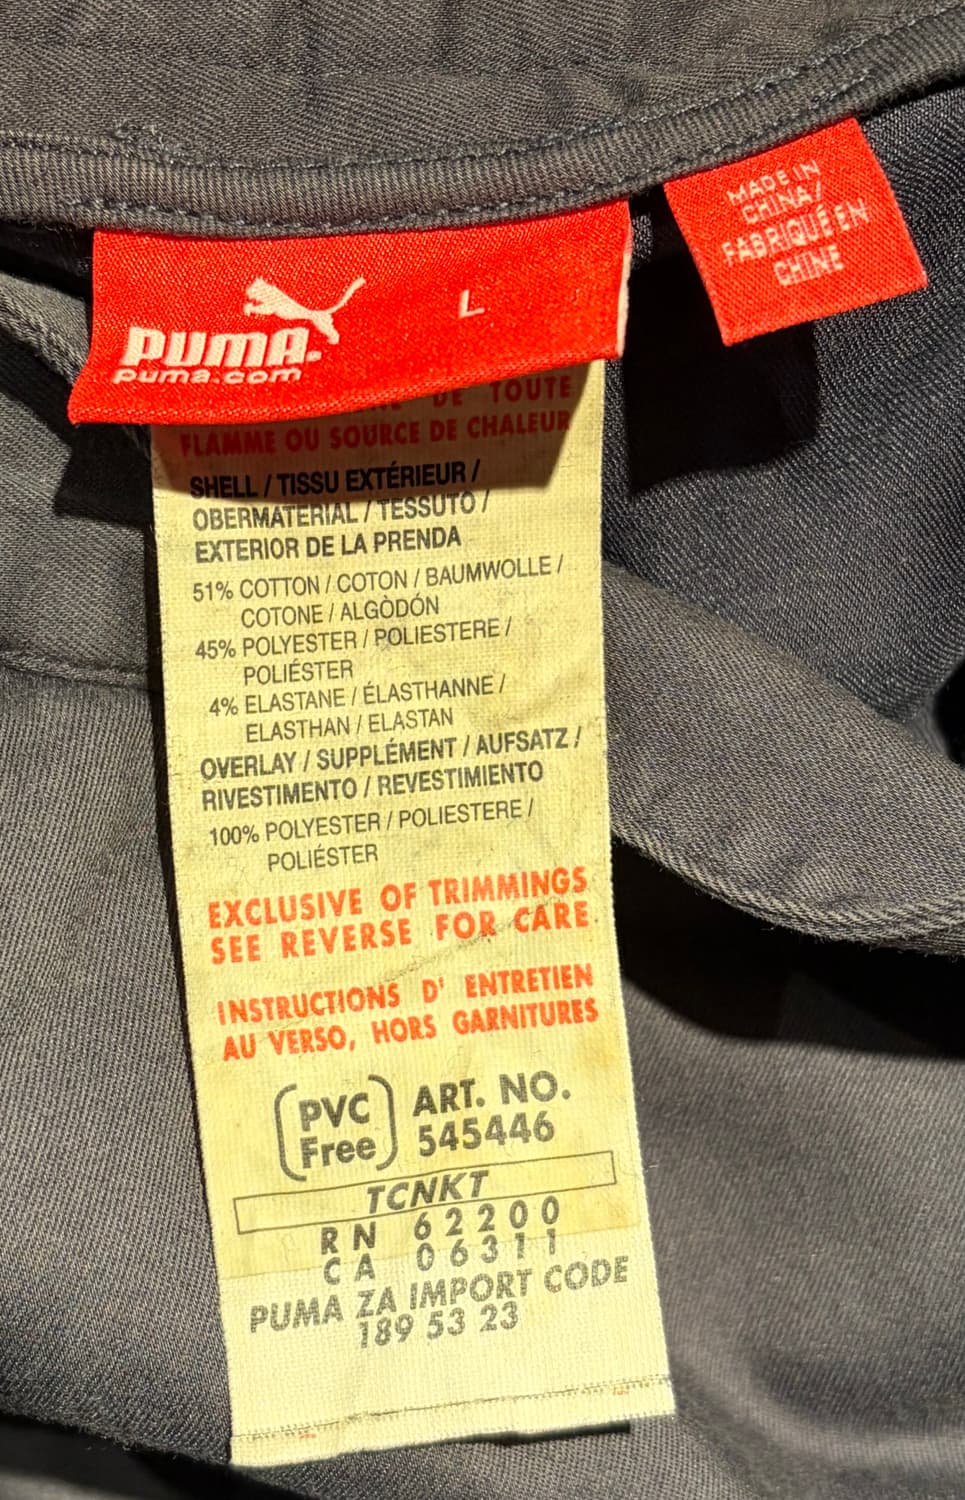 PUMA
puma.com
L
MADE IN
CHINA/
FABRIQUÉ EN
CHINE
DE TOUTE
FLAMME OU SOURCE DE CHALEUR
SHELL / TISSU EXTÉRIEUR /
OBERMATERIAL / TESSUTO /
EXTERIOR DE LA PRENDA
51% COTTON / COTON / BAUMWOLLE /
COTONE / ALGÒDÓN
45% POLYESTER / POLIESTERE /
POLIÉSTER
4% ELASTANE / ÉLASTHANNE /
ELASTHAN / ELASTAN
OVERLAY / SUPPLÉMENT / AUFSATZ /
RIVESTIMENTO / REVESTIMIENTO
100% POLYESTER / POLIESTERE /
POLIÉSTER
EXCLUSIVE OF TRIMMINGS
SEE REVERSE FOR CARE
INSTRUCTIONS D' ENTRETIEN
AU VERSO, HORS GARNITURES
PVC ART. NO.
Free 545446
TCNKT
RN 62200
CA 06311
PUMA ZA IMPORT CODE
189 53 23